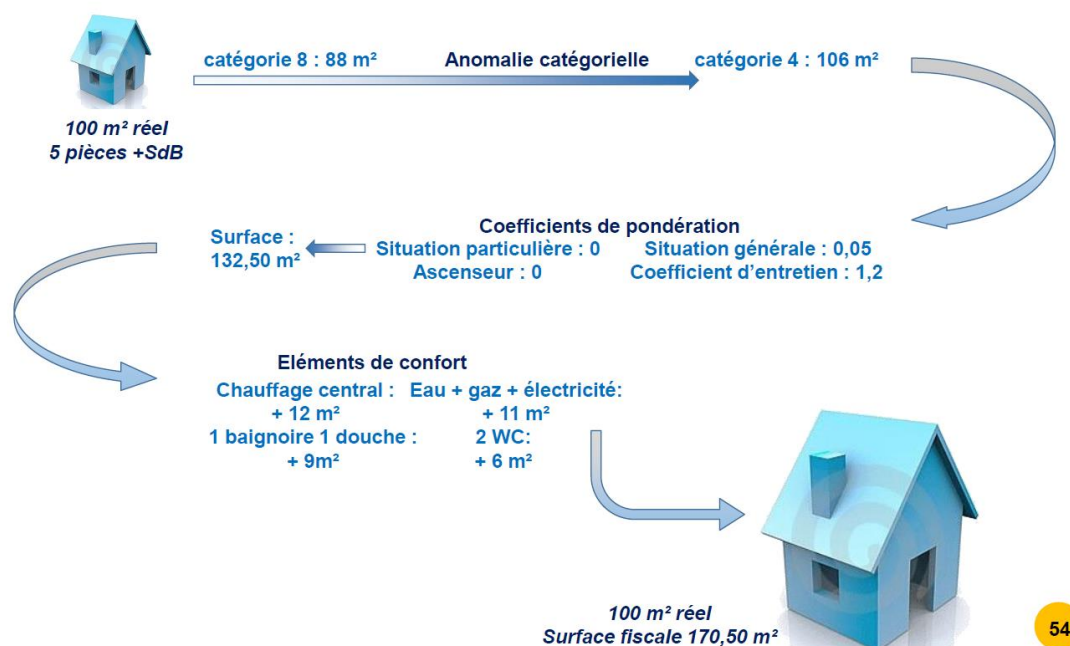 catégorie 8 : 88 m² Anomalie catégorielle catégorie 4 : 106 m²
100 m² réel
5 pièces +SdB
Coefficients de pondération
Surface : Situation particulière : 0 Situation générale : 0,05
132,50 m² Ascenseur : 0 Coefficient d'entretien : 1,2
Eléments de confort
Chauffage central : Eau + gaz + électricité:
+ 12 m² + 11 m²
1 baignoire 1 douche : 2 WC:
+ 9m² + 6 m²
100 m² réel
Surface fiscale 170,50 m²
54